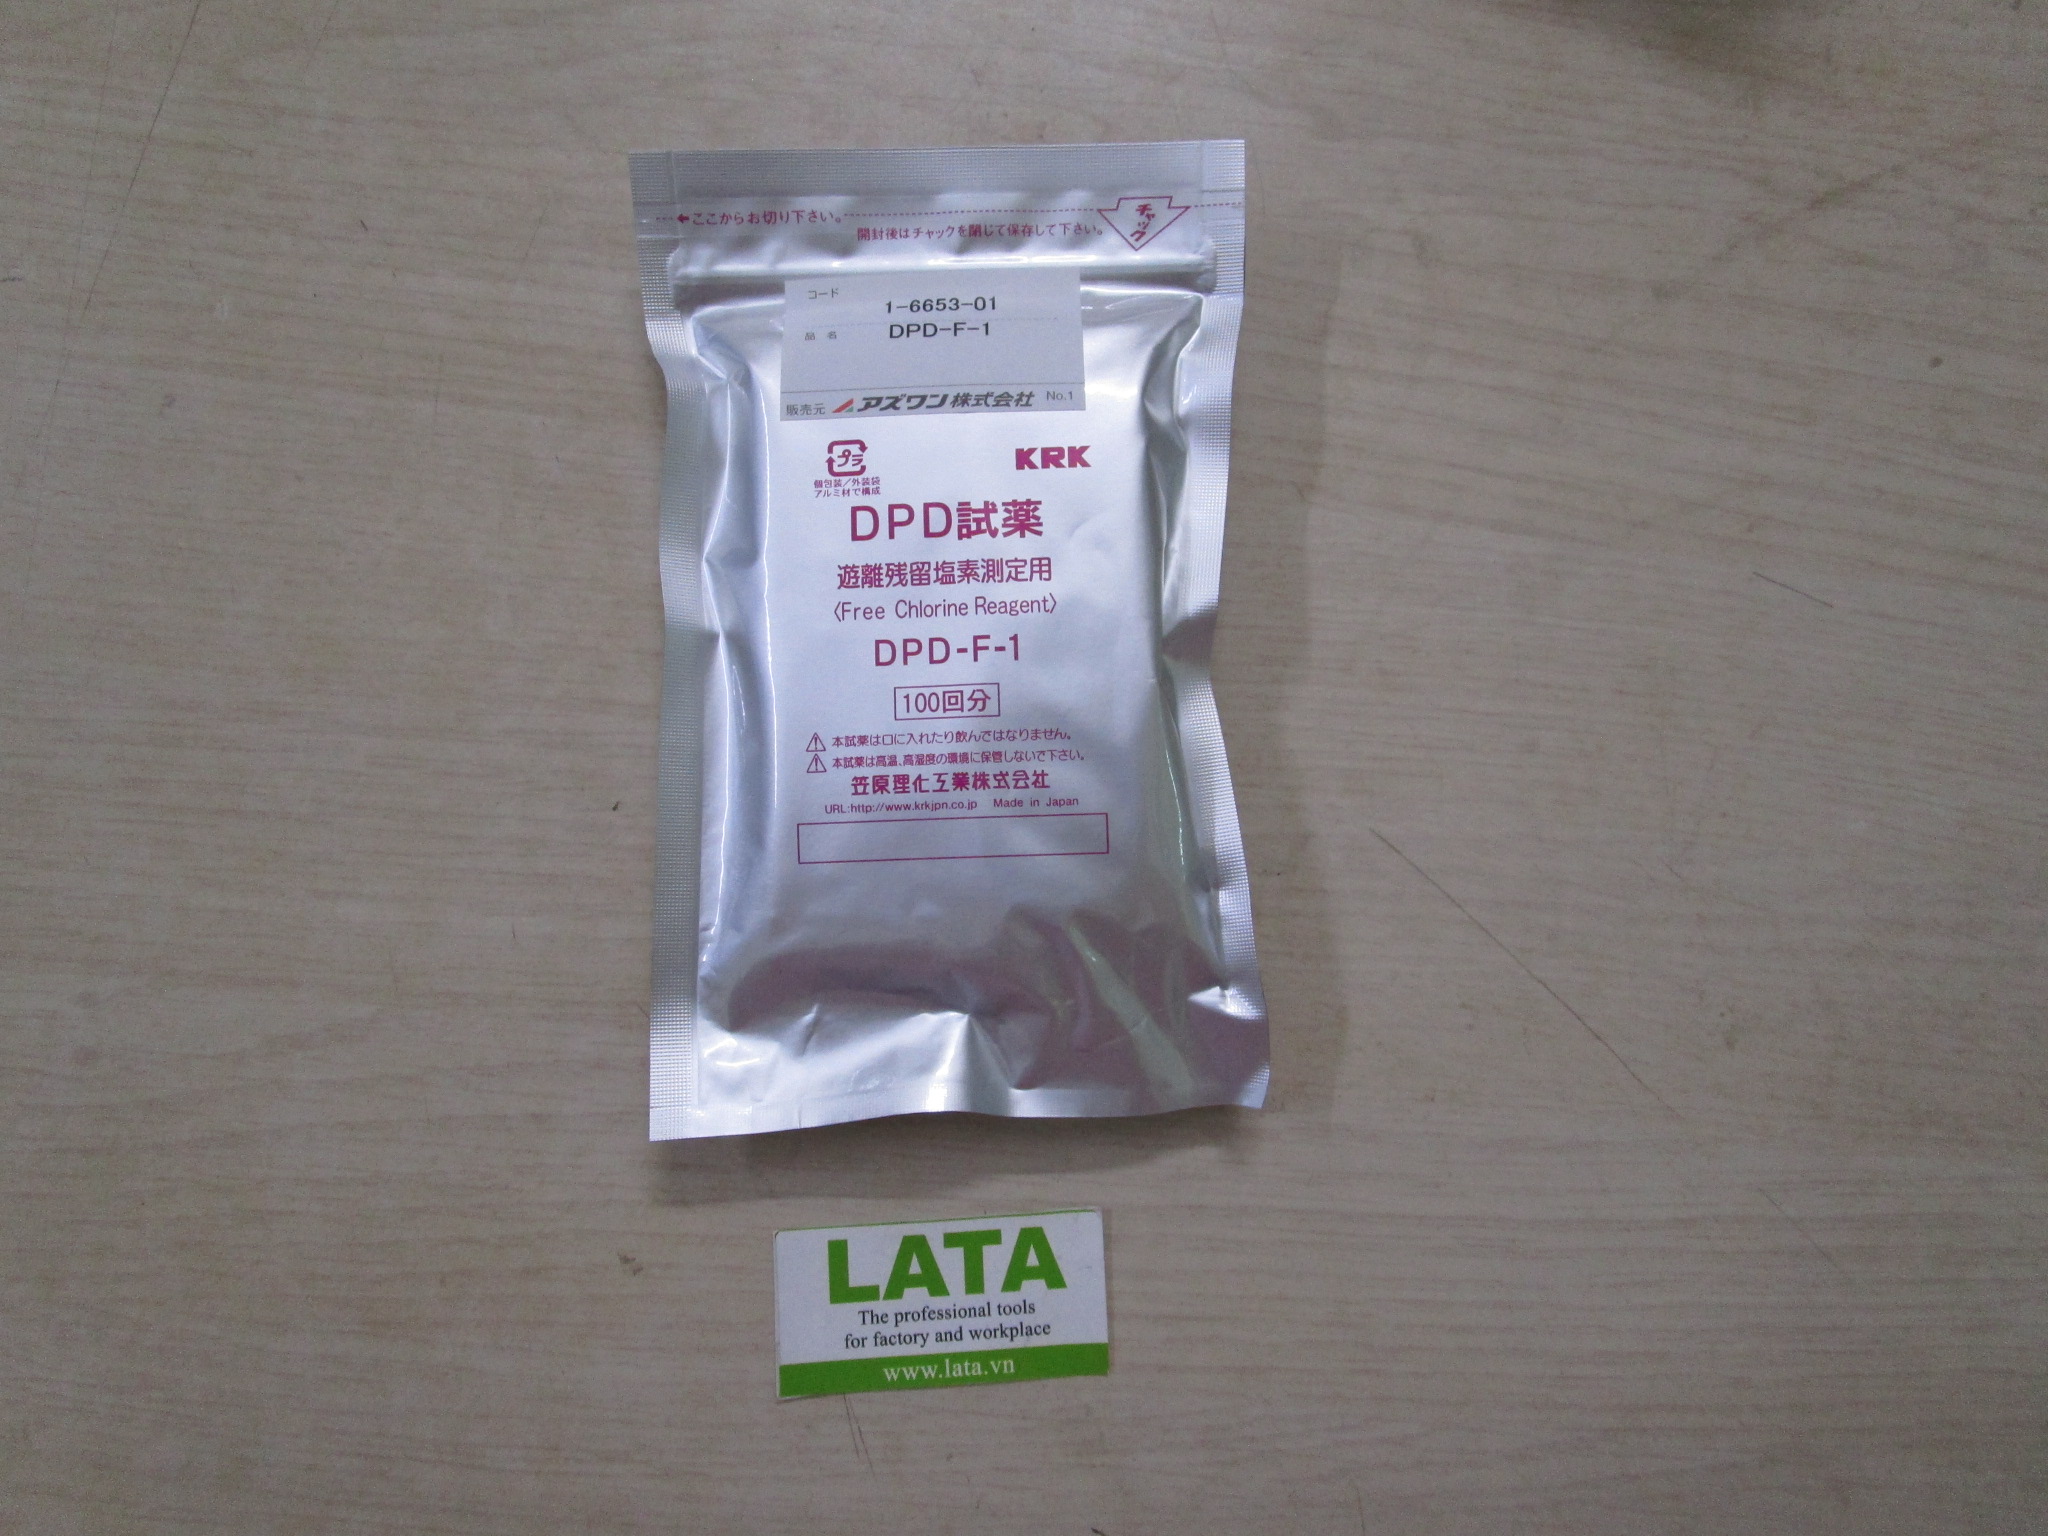 ←ここからお切り下さい。
開封後はチャックを閉じて保存して下さい。
チャック
コード 1-6653-01
品名 DPD-F-1
販売元 アズワン株式会社 No.1
プラ
個包装/外装袋
アルミ材で構成
KRK
DPD試薬
遊離残留塩素測定用
〈Free Chlorine Reagent〉
DPD-F-1
100回分
本試薬は口に入れたり飲んではなりません。
本試薬は高温、高湿度の環境に保管しないで下さい。
笠原理化工業株式会社
URL:http://www.krkjpn.co.jp Made in Japan
LATA
The professional tools
for factory and workplace
www.lata.vn